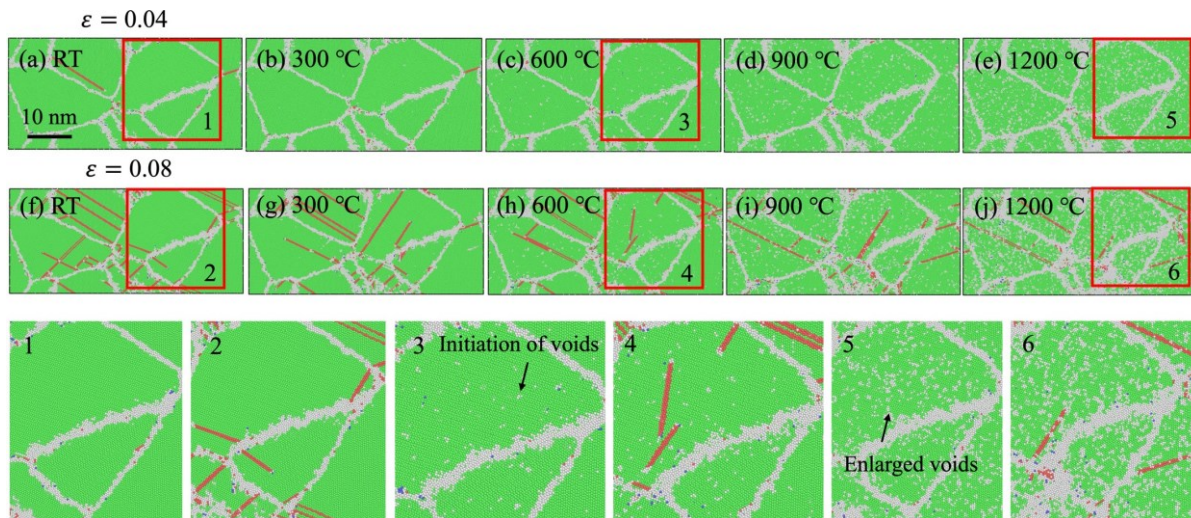 ε = 0.04
(a) RT
(b) 300 °C
(c) 600 °C
(d) 900 °C
(e) 1200 °C
10 nm
1
3
5
ε = 0.08
(f) RT
(g) 300 °C
(h) 600 °C
(i) 900 °C
(j) 1200 °C
2
4
6
1
2
3
Initiation of voids
4
5
Enlarged voids
6